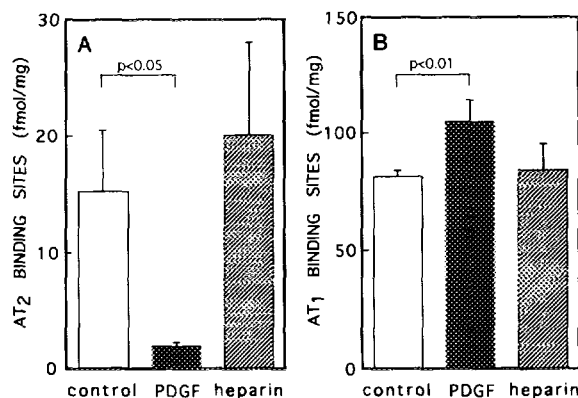 A
AT2 BINDING SITES (fmol/mg)
30
20
10
0
p<0.05
control PDGF heparin
B
AT1 BINDING SITES (fmol/mg)
150
100
50
0
p<0.01
control PDGF heparin